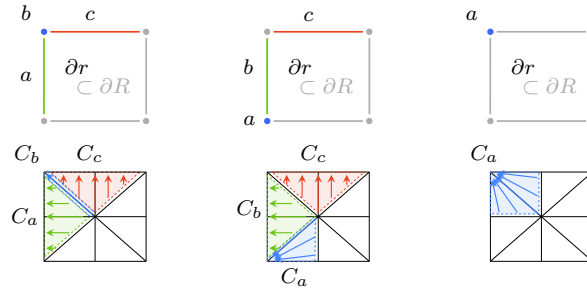 b c
a ∂r
⊂ ∂R
c
b ∂r
⊂ ∂R
a
a
∂r
⊂ ∂R
C_b C_c
C_a
C_c
C_b
C_a
C_a